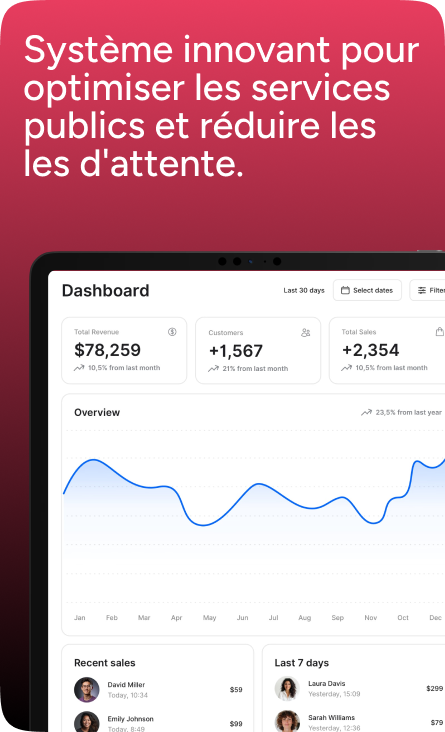 Système innovant pour
optimiser les services
publics et réduire les
les d'attente.
Dashboard
Last 30 days
Select dates
Filter
Total Revenue
$78,259
10,5% from last month
Customers
+1,567
21% from last month
Total Sales
+2,354
10,5% from last month
Overview
23,5% from last year
Jan Feb Mar Apr May Jun Jul Aug Sep Nov Oct Dec
Recent sales
David Miller
Today, 10:34
$59
Emily Johnson
Today, 8:49
$99
Last 7 days
Laura Davis
Yesterday, 15:09
$299
Sarah Williams
Yesterday, 12:36
$79